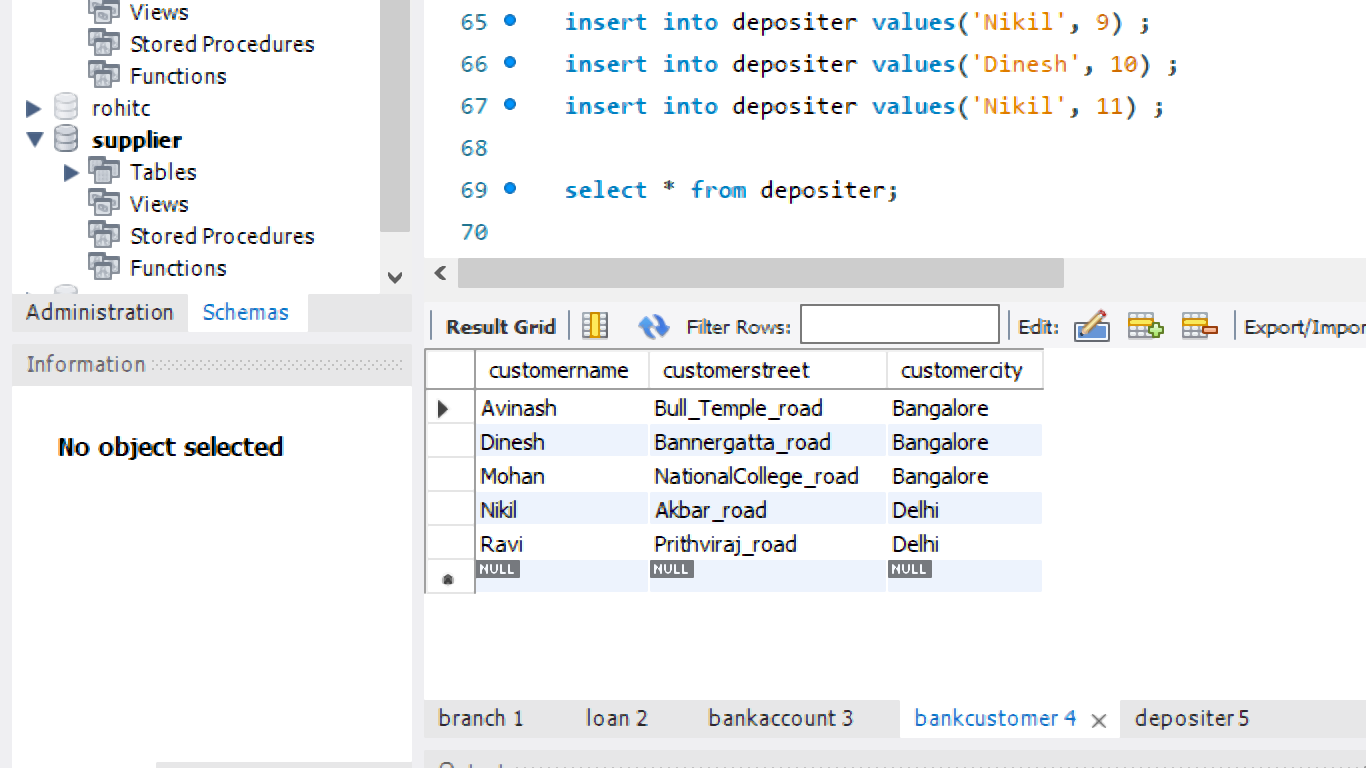 Views
Stored Procedures
Functions
rohitc
supplier
Tables
Views
Stored Procedures
Functions
Administration Schemas
Information
No object selected
65 insert into depositer values('Nikil', 9) ;
66 insert into depositer values('Dinesh', 10) ;
67 insert into depositer values('Nikil', 11) ;
68
69 select * from depositer;
70
Result Grid Filter Rows: Edit: Export/Impor
customername customerstreet customercity
Avinash Bull_Temple_road Bangalore
Dinesh Bannergatta_road Bangalore
Mohan NationalCollege_road Bangalore
Nikil Akbar_road Delhi
Ravi Prithviraj_road Delhi
NULL NULL NULL
branch 1 loan 2 bankaccount 3 bankcustomer 4 depositer 5